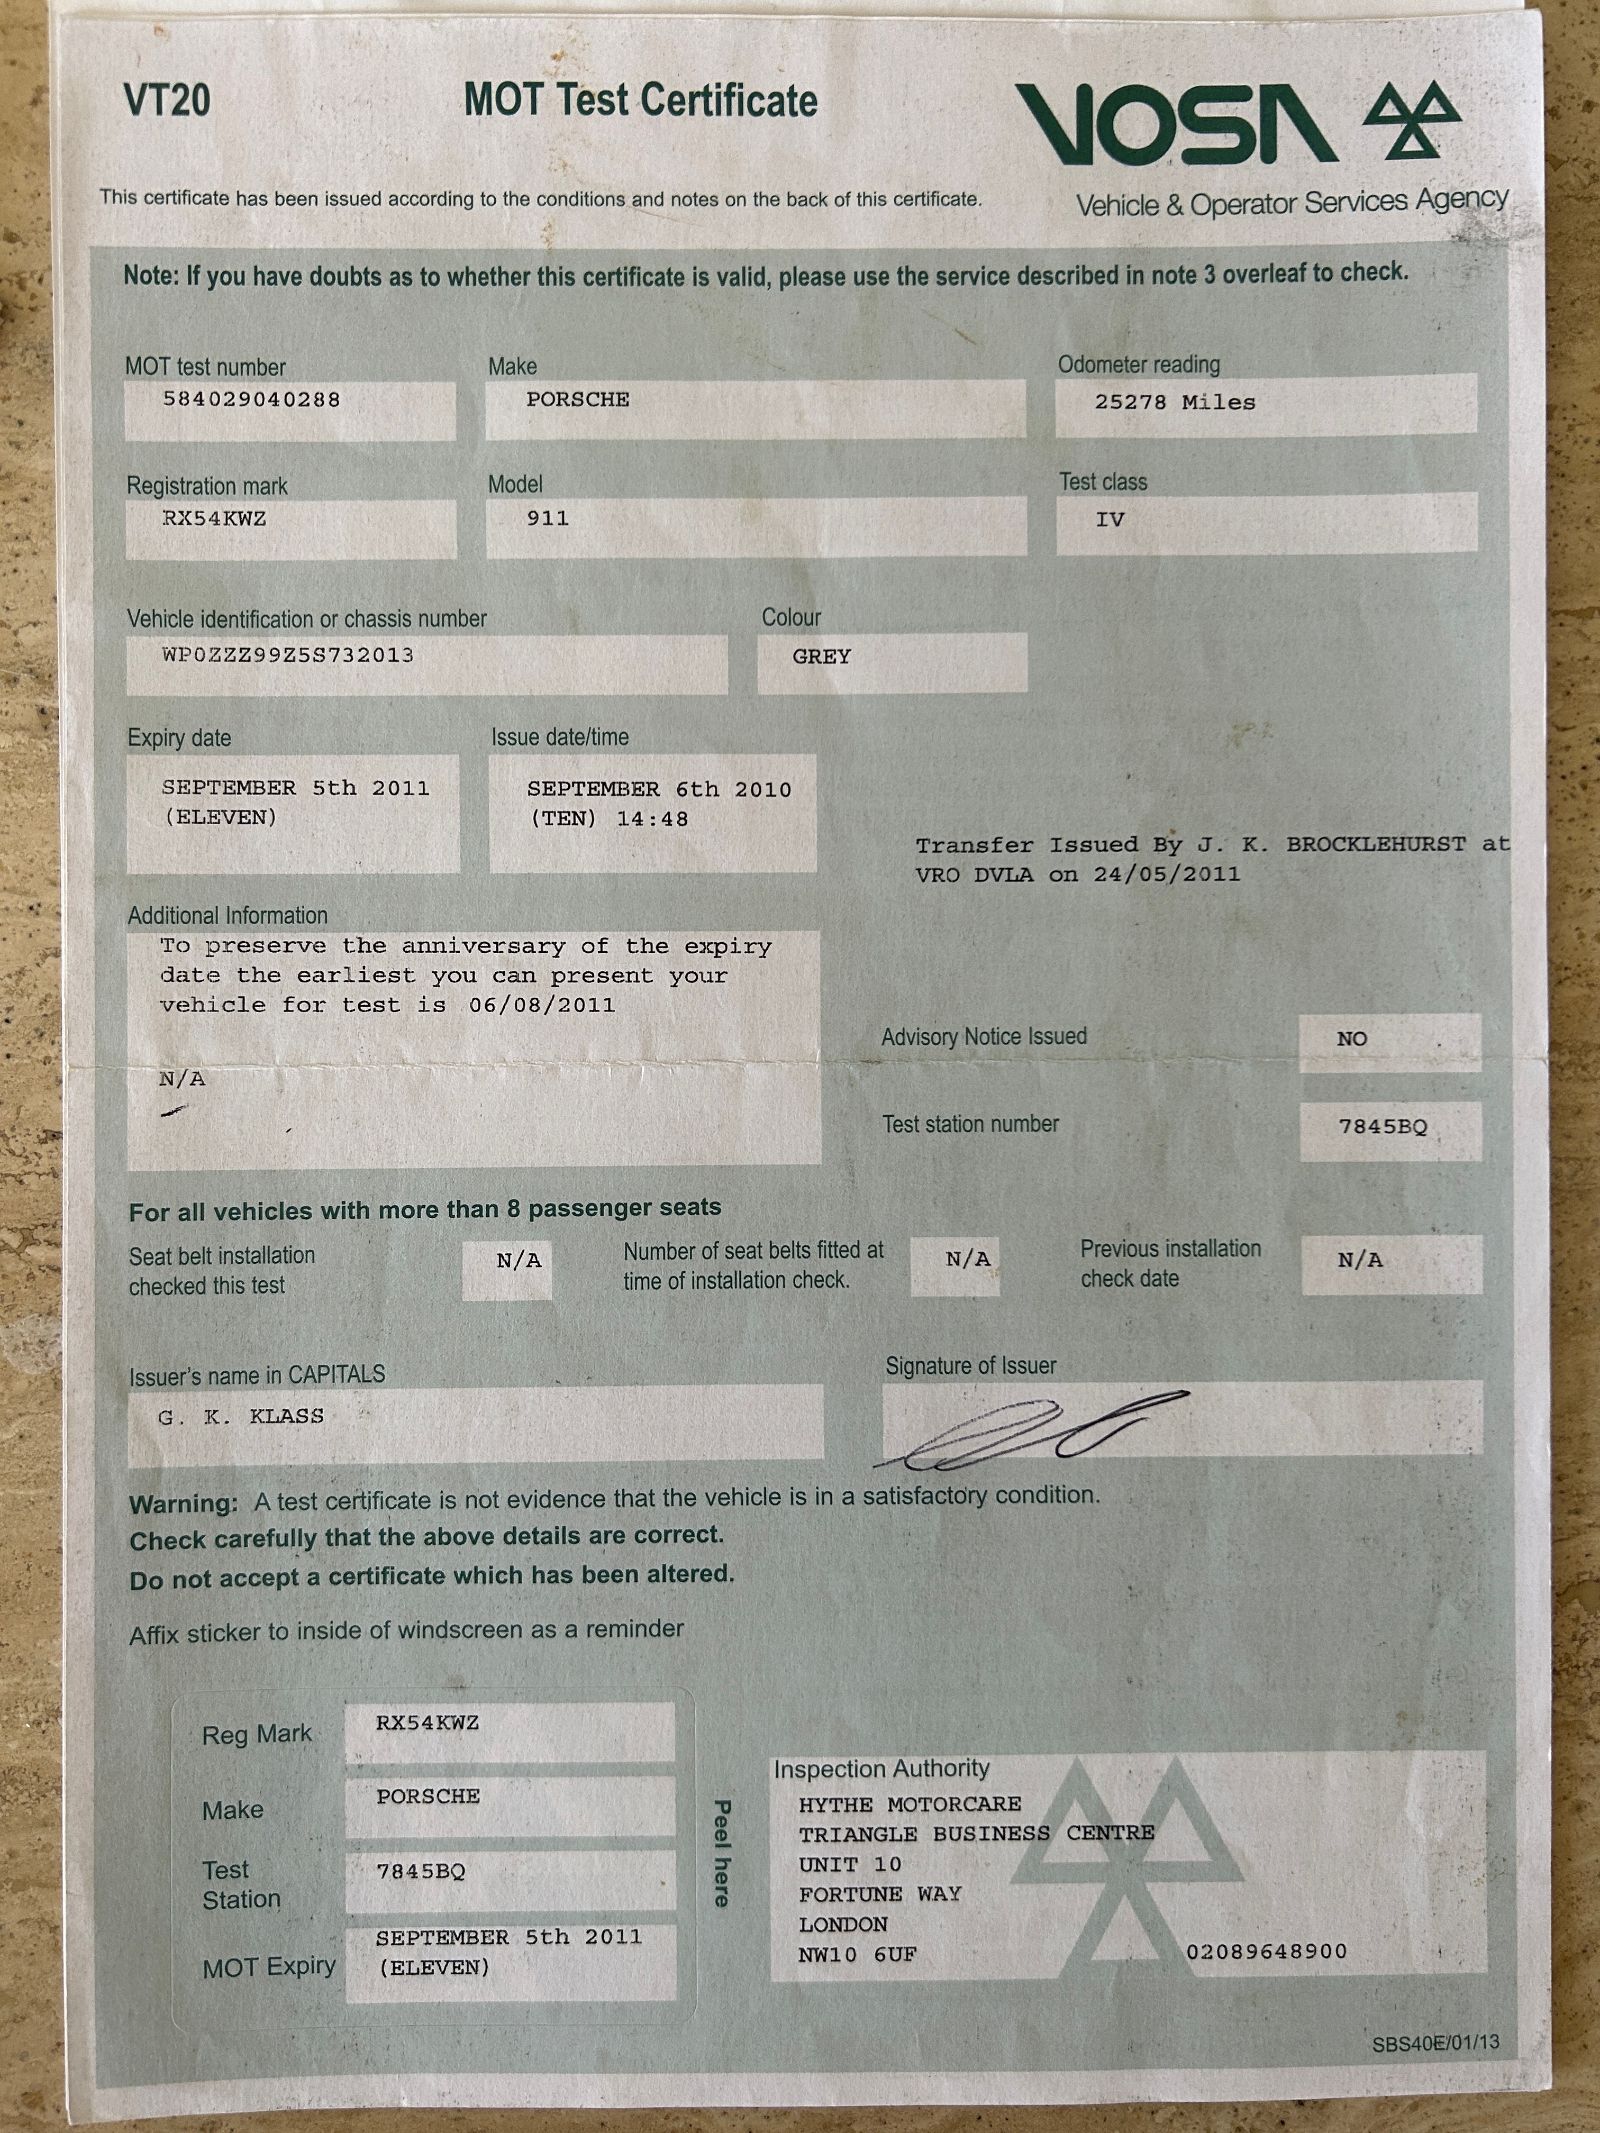 VT20
MOT Test Certificate
VOSA
Vehicle & Operator Services Agency
This certificate has been issued according to the conditions and notes on the back of this certificate.
Note: If you have doubts as to whether this certificate is valid, please use the service described in note 3 overleaf to check.
MOT test number
584029040288
Make
PORSCHE
Odometer reading
25278 Miles
Registration mark
RX54KWZ
Model
911
Test class
IV
Vehicle identification or chassis number
WP0ZZZ99Z5S732013
Colour
GREY
Expiry date
SEPTEMBER 5th 2011
(ELEVEN)
Issue date/time
SEPTEMBER 6th 2010
(TEN) 14:48
Transfer Issued By J. K. BROCKLEHURST at
VRO DVLA on 24/05/2011
Additional Information
To preserve the anniversary of the expiry
date the earliest you can present your
vehicle for test is 06/08/2011
N/A
Advisory Notice Issued
NO
Test station number
7845BQ
For all vehicles with more than 8 passenger seats
Seat belt installation
checked this test
N/A
Number of seat belts fitted at
time of installation check.
N/A
Previous installation
check date
N/A
Issuer's name in CAPITALS
G. K. KLASS
Signature of Issuer
Warning: A test certificate is not evidence that the vehicle is in a satisfactory condition.
Check carefully that the above details are correct.
Do not accept a certificate which has been altered.
Affix sticker to inside of windscreen as a reminder
Reg Mark
RX54KWZ
Make
PORSCHE
Test
Station
7845BQ
MOT Expiry
SEPTEMBER 5th 2011
(ELEVEN)
Peel here
Inspection Authority
HYTHE MOTORCARE
TRIANGLE BUSINESS CENTRE
UNIT 10
FORTUNE WAY
LONDON
NW10 6UF
02089648900
SBS40E/01/13